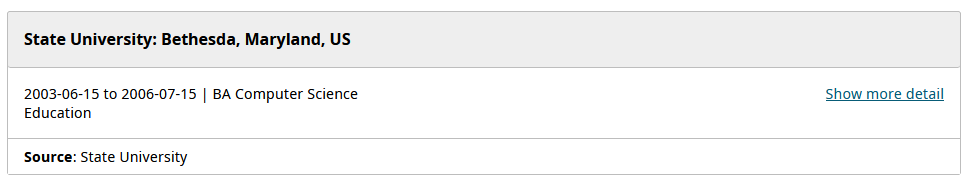 State University: Bethesda, Maryland, US
2003-06-15 to 2006-07-15 | BA Computer Science
Show more detail
Education
Source: State University